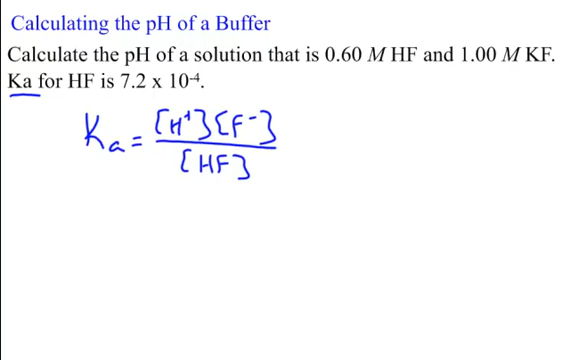 Calculating the pH of a Buffer
Calculate the pH of a solution that is 0.60 M HF and 1.00 M KF.
Ka for HF is 7.2 x 10⁻⁴.
Kₐ = [H⁺][F⁻]
[HF]